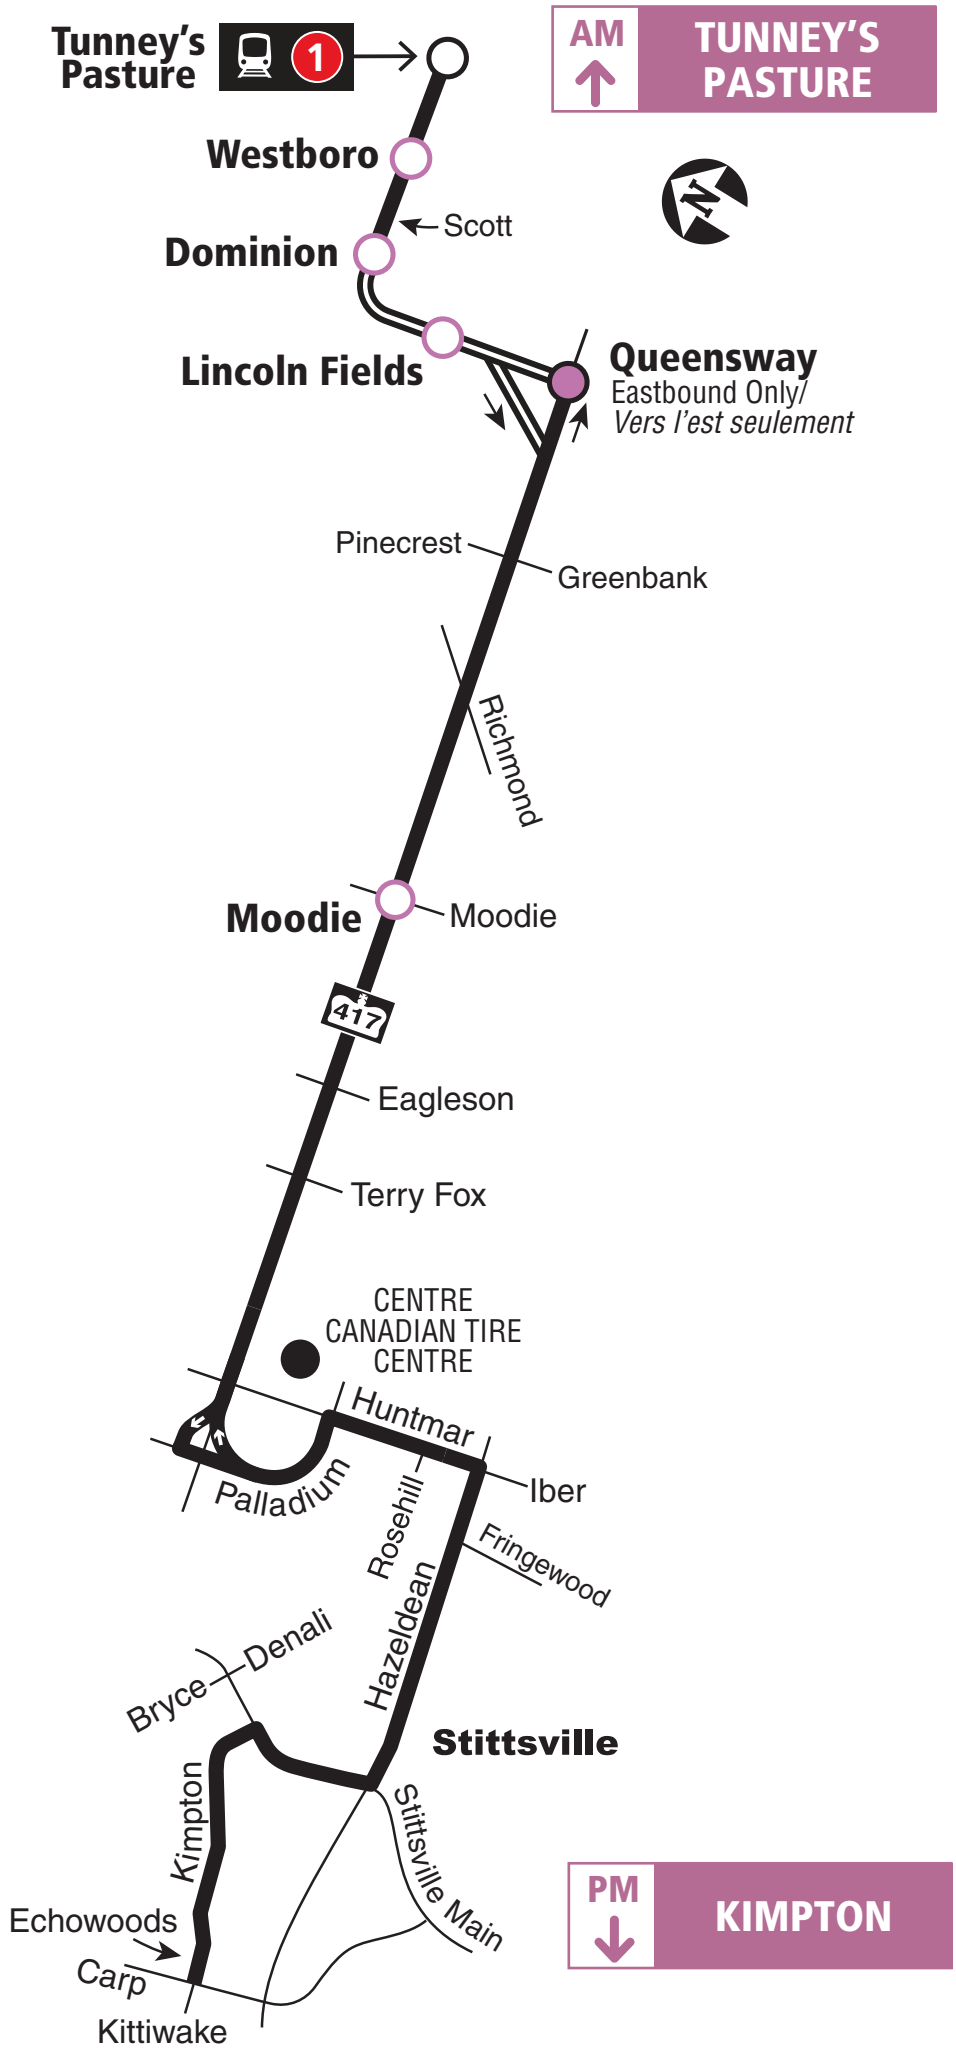 Tunney's
Pasture
1
AM
TUNNEY'S
PASTURE
Westboro
N
Scott
Dominion
Lincoln Fields
Queensway
Eastbound Only/
Vers l'est seulement
Pinecrest
Greenbank
Richmond
Moodie
Moodie
417
Eagleson
Terry Fox
CENTRE
CANADIAN TIRE
CENTRE
Huntmar
Palladium
Iber
Rosehill
Fringewood
Hazeldean
Denali
Bryce
Stittsville
Kimpton
Stittsville Main
PM
KIMPTON
Echowoods
Carp
Kittiwake